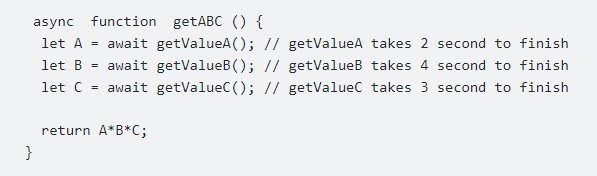 async  function  getABC () {
let A = await getValueA(); // getValueA takes 2 second to finish
let B = await getValueB(); // getValueB takes 4 second to finish
let C = await getValueC(); // getValueC takes 3 second to finish
return A*B*C;
}